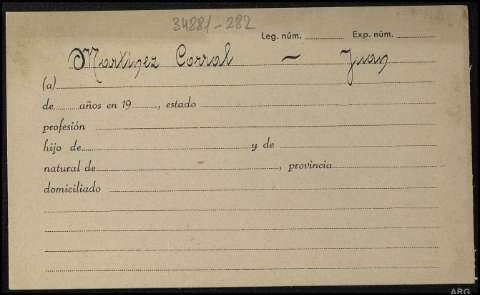 34881-282
Leg. núm. Exp. núm.
Martinez Corral — Juan
(a)
de años en 19 , estado
profesión
hijo de y de
natural de , provincia
domiciliado
ARG